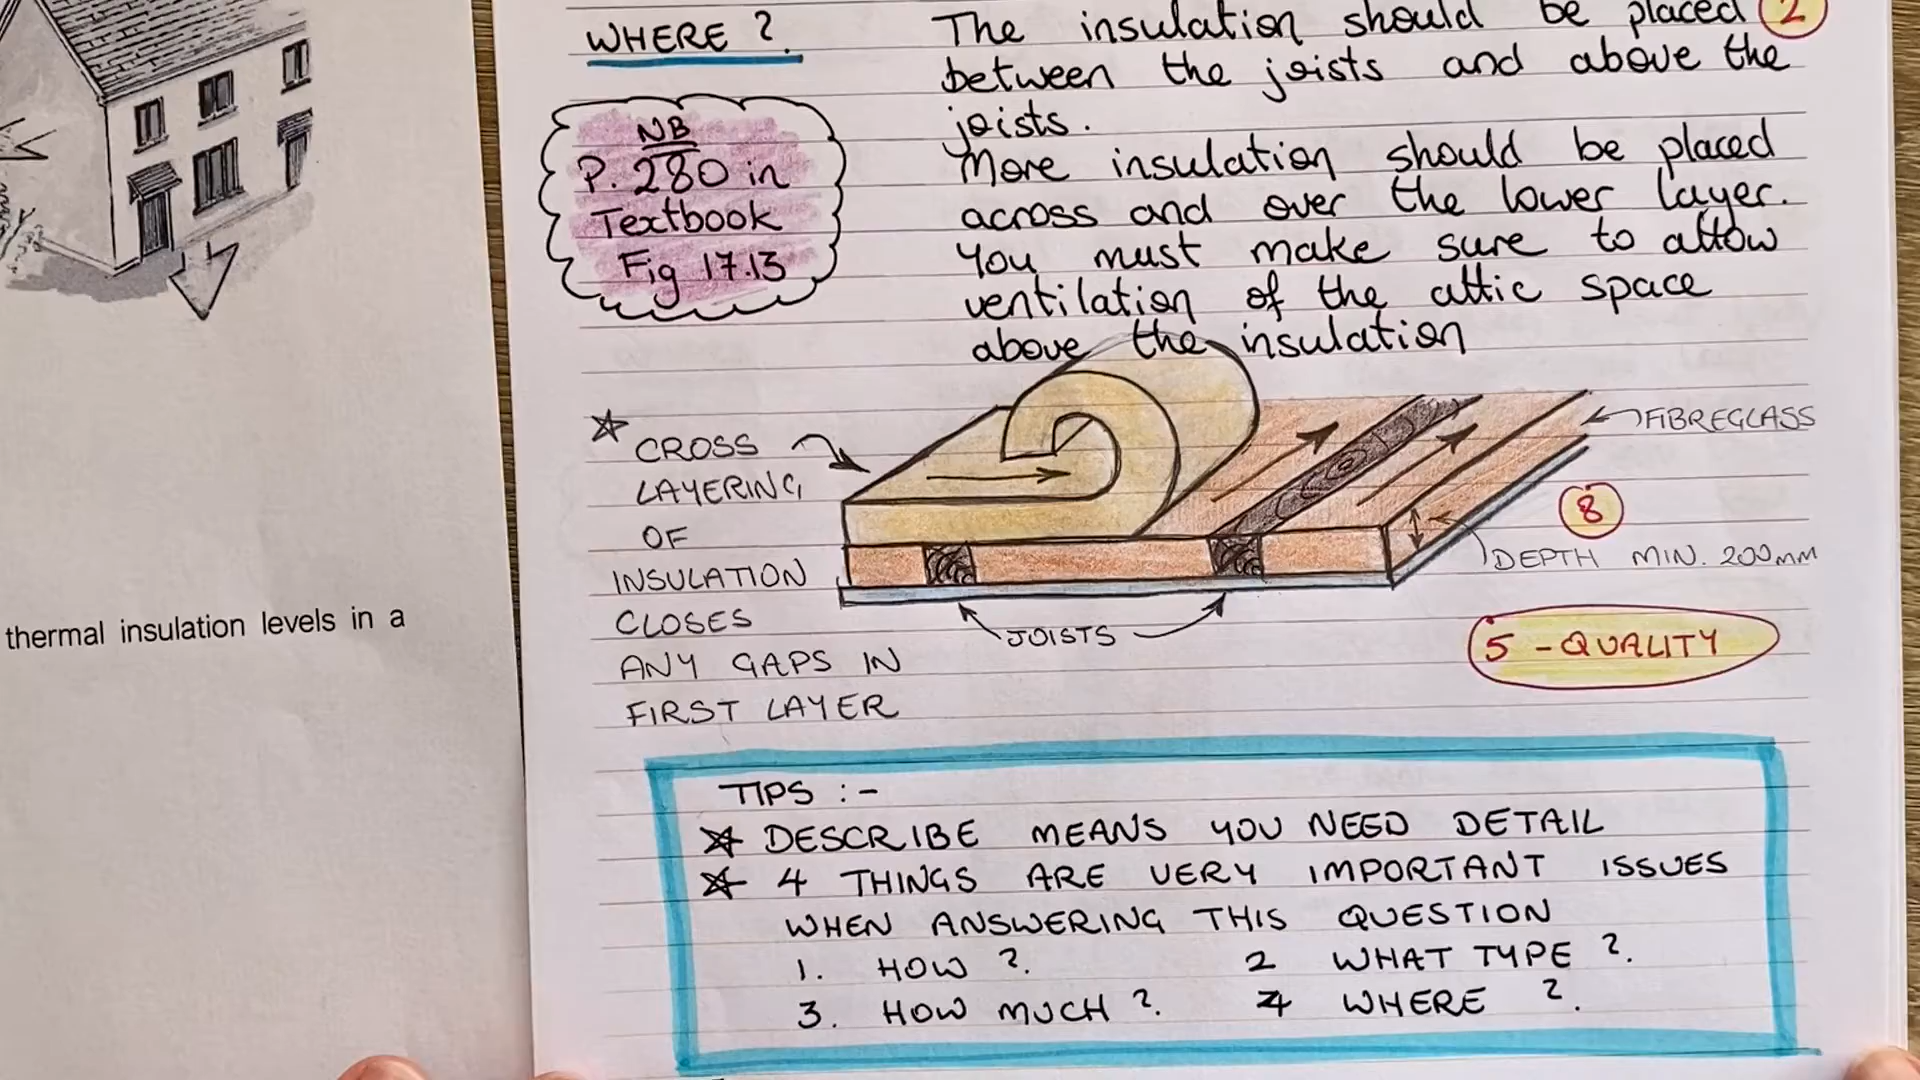 WHERE ?.
The insulation should be placed 2
between the joists and above the
joists.
More insulation should be placed
across and over the lower layer.
You must make sure to allow
ventilation of the attic space
above the insulation
NB
P. 280 in
Textbook
Fig 17.13
CROSS
LAYERING
OF
INSULATION
CLOSES
ANY GAPS IN
FIRST LAYER
FIBREGLASS
8
DEPTH MIN. 200mm
JOISTS
5 - QUALITY
thermal insulation levels in a
TIPS :-
DESCRIBE MEANS YOU NEED DETAIL
4 THINGS ARE VERY IMPORTANT ISSUES
WHEN ANSWERING THIS QUESTION
1. HOW ?. 2 WHAT TYPE ?.
3. HOW MUCH ?. 4 WHERE ?.